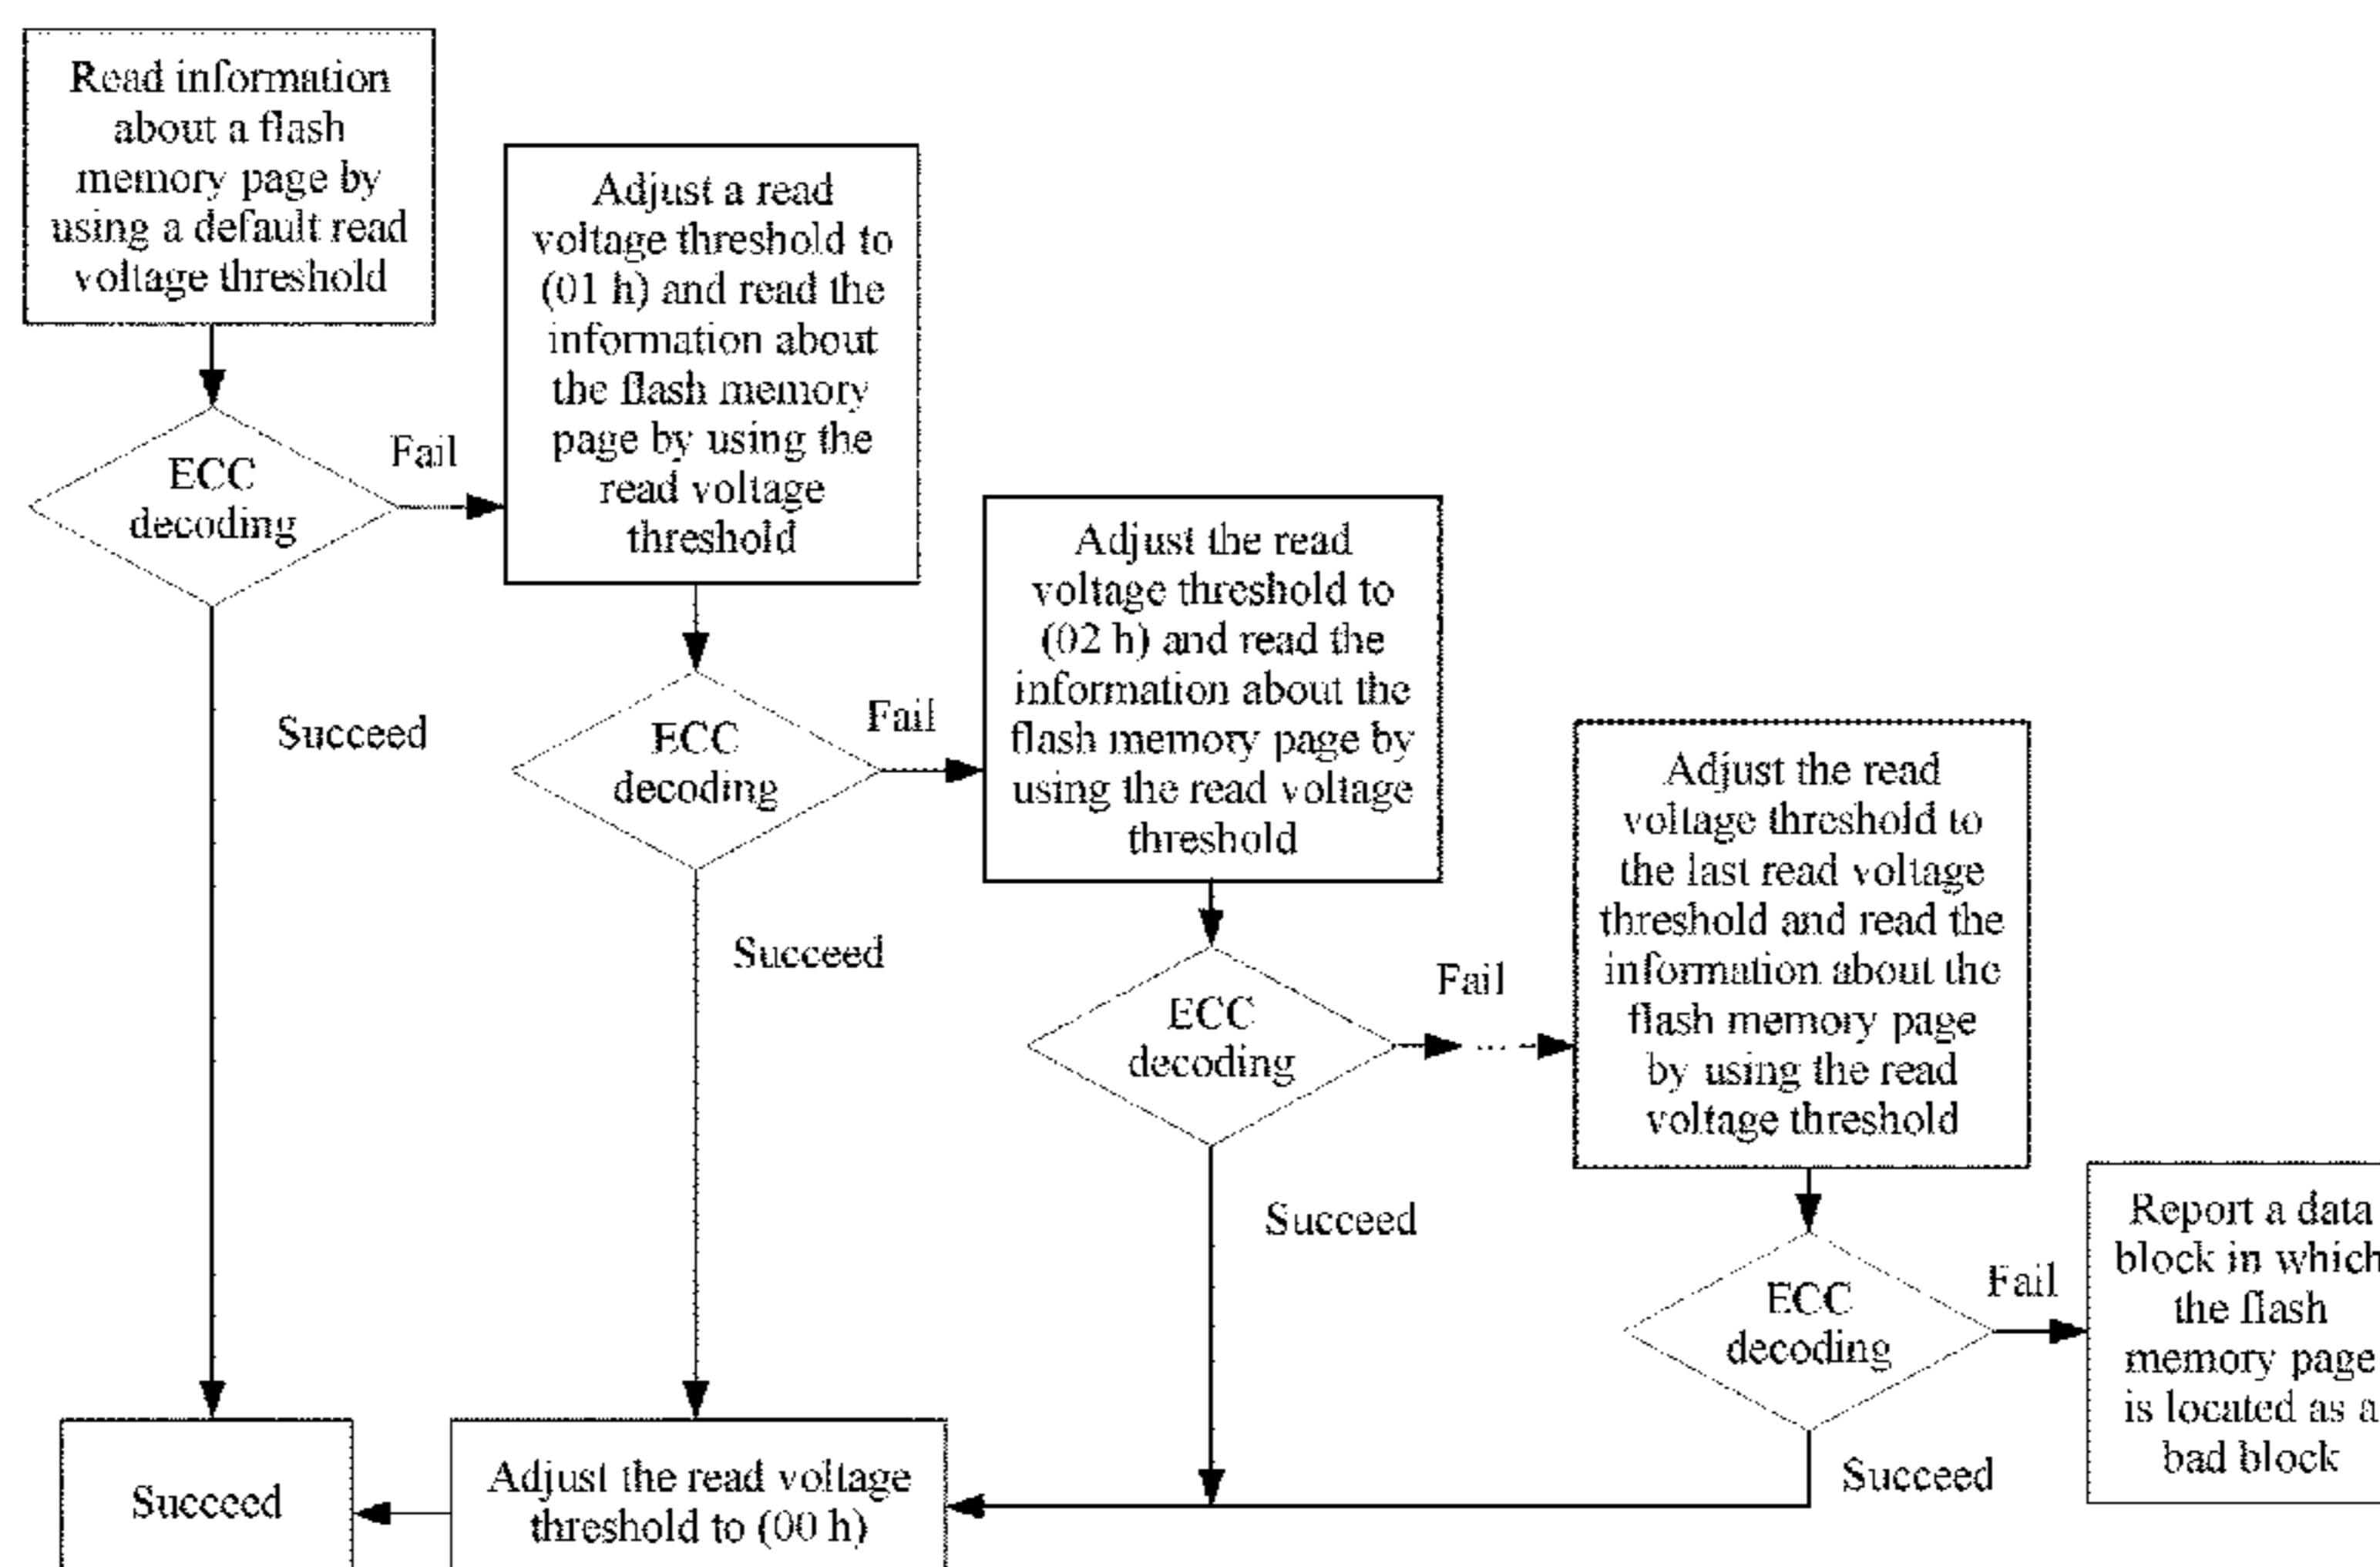 Read information
about a flash
memory page by
using a default read
voltage threshold
ECC
decoding
Fail
Succeed
Adjust a read
voltage threshold to
(01 h) and read the
information about
the flash memory
page by using the
read voltage
threshold
ECC
decoding
Fail
Succeed
Adjust the read
voltage threshold to
(02 h) and read the
information about the
flash memory page by
using the read voltage
threshold
ECC
decoding
Fail
...
Succeed
Adjust the read
voltage threshold to
the last read voltage
threshold and read the
information about the
flash memory page
by using the read
voltage threshold
ECC
decoding
Fail
Succeed
Report a data
block in which
the flash
memory page
is located as a
bad block
Adjust the read voltage
threshold to (00 h)
Succeed